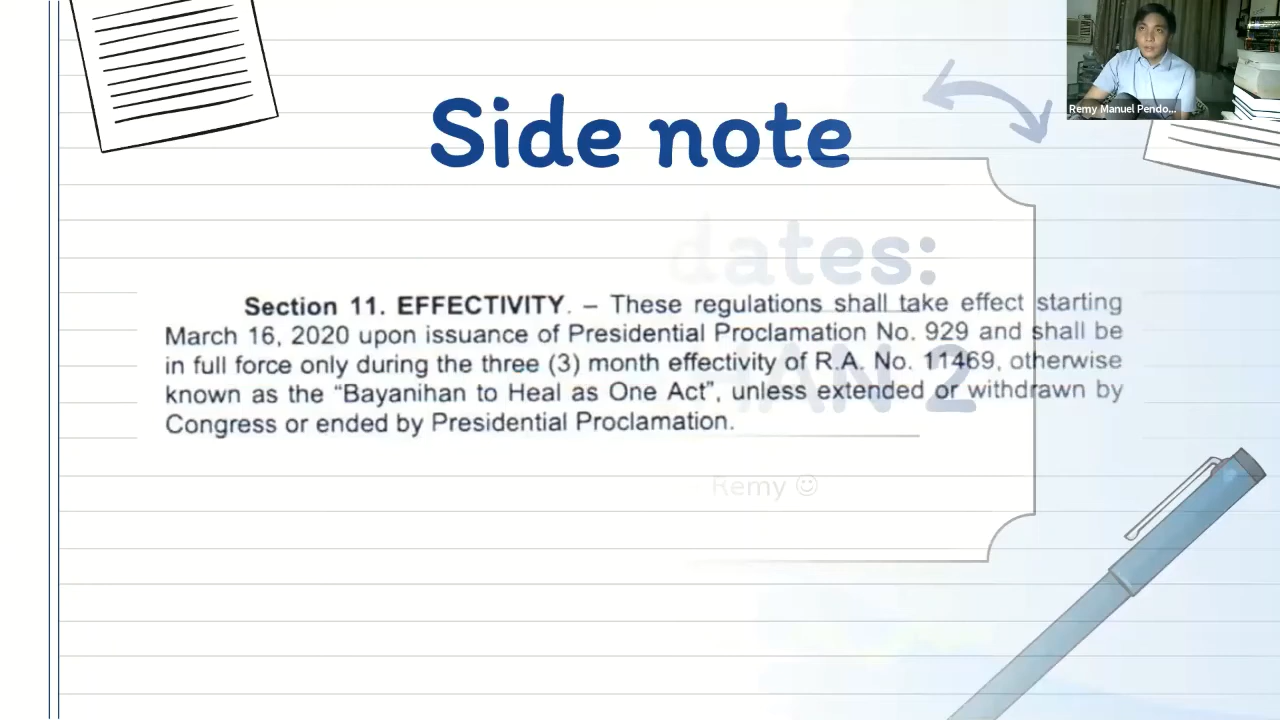 Remy Manuel Pendo...
Side note
dates:
Section 11. EFFECTIVITY. – These regulations shall take effect starting
March 16, 2020 upon issuance of Presidential Proclamation No. 929 and shall be
in full force only during the three (3) month effectivity of R.A. No. 11469, otherwise
known as the “Bayanihan to Heal as One Act”, unless extended or withdrawn by
Congress or ended by Presidential Proclamation.
HAN 2
Remy ☺